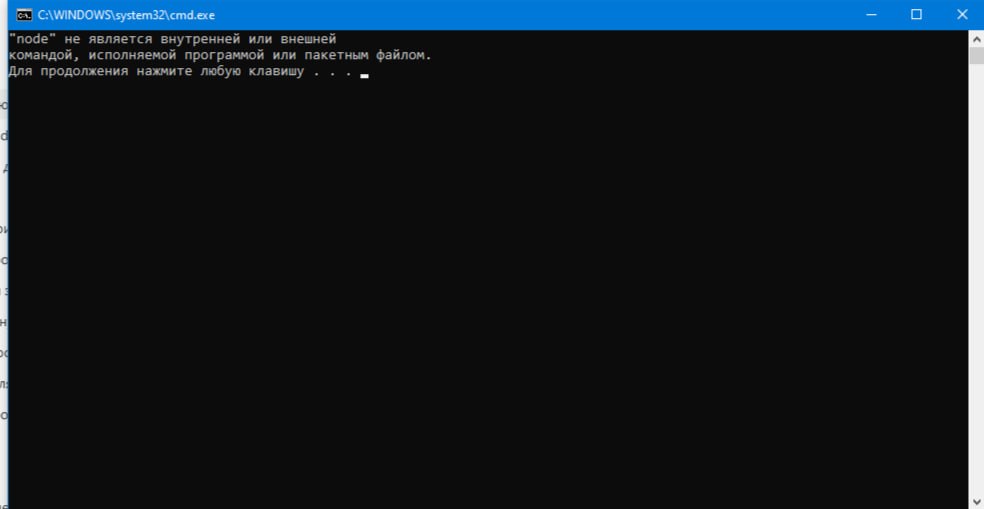 C:\WINDOWS\system32\cmd.exe
"node" не является внутренней или внешней
командой, исполняемой программой или пакетным файлом.
Для продолжения нажмите любую клавишу . . .